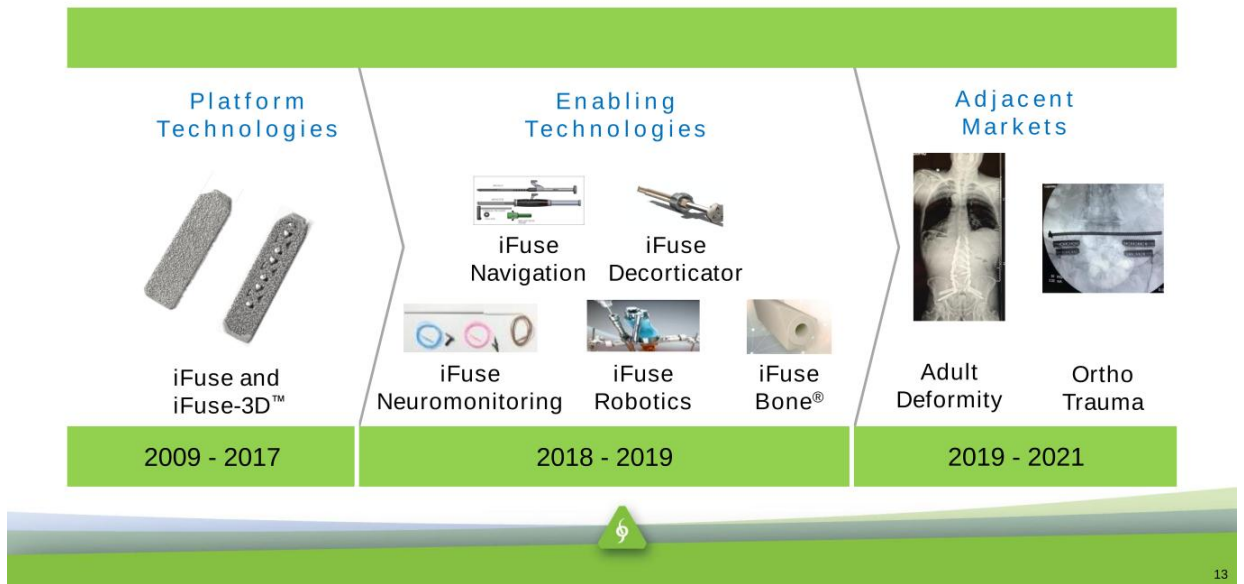 Platform
Technologies
iFuse and
iFuse-3D™
2009 - 2017
Enabling
Technologies
iFuse
Navigation
iFuse
Decorticator
iFuse
Neuromonitoring
iFuse
Robotics
iFuse
Bone®
2018 - 2019
Adjacent
Markets
Adult
Deformity
Ortho
Trauma
2019 - 2021
13